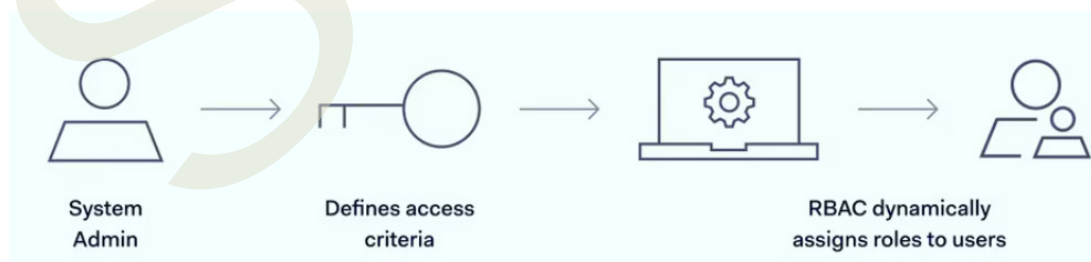 System
Admin
Defines access
criteria
RBAC dynamically
assigns roles to users